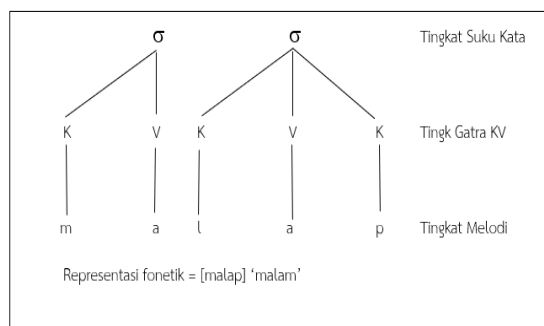 σ σ Tingkat Suku Kata
K V K V K Tingk Gatra KV
m a l a p Tingkat Melodi
Representasi fonetik = [malap] 'malam'